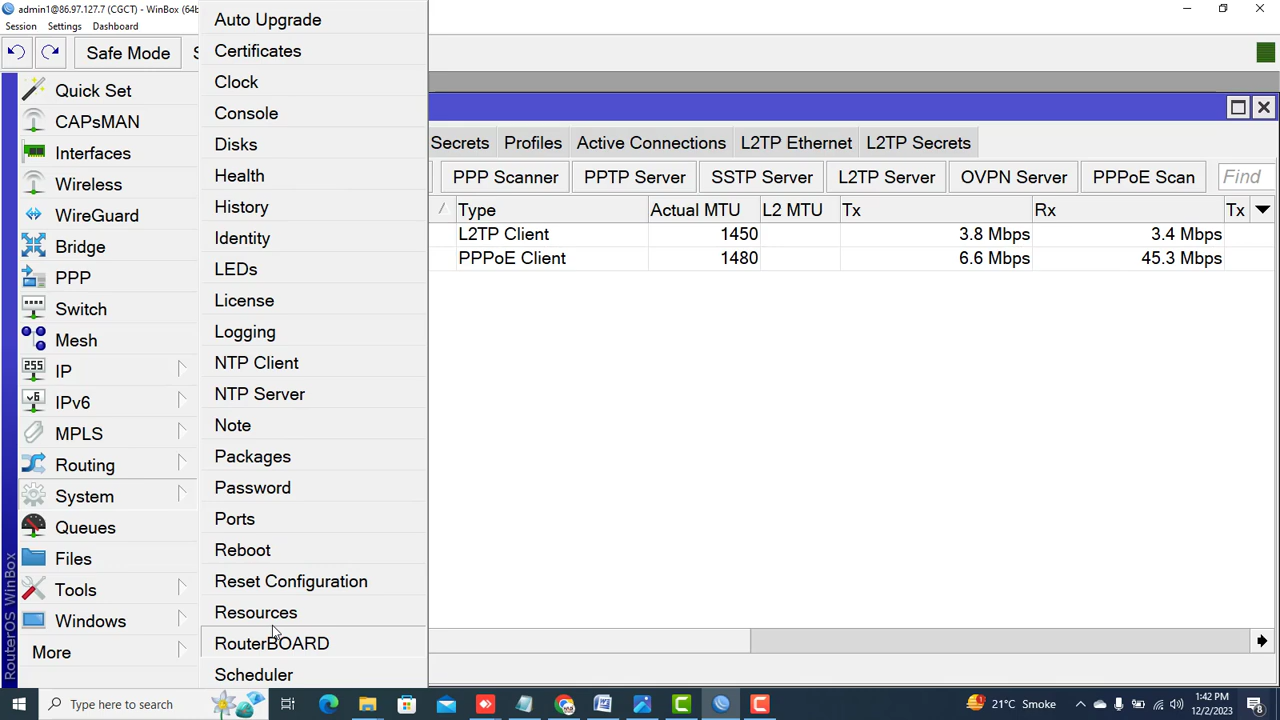 admin1@86.97.127.7 (CGCT) - WinBox (64b
Session Settings Dashboard
Safe Mode
Quick Set
CAPsMAN
Interfaces
Wireless
WireGuard
Bridge
PPP
Switch
Mesh
IP
IPv6
MPLS
Routing
System
Queues
Files
Tools
Windows
More
RouterOS WinBox
Auto Upgrade
Certificates
Clock
Console
Disks
Health
History
Identity
LEDs
License
Logging
NTP Client
NTP Server
Note
Packages
Password
Ports
Reboot
Reset Configuration
Resources
RouterBOARD
Scheduler
Secrets Profiles Active Connections L2TP Ethernet L2TP Secrets
PPP Scanner PPTP Server SSTP Server L2TP Server OVPN Server PPPoE Scan Find
Type Actual MTU L2 MTU Tx Rx Tx
L2TP Client 1450 3.8 Mbps 3.4 Mbps
PPPoE Client 1480 6.6 Mbps 45.3 Mbps
255
v6
Type here to search
21°C Smoke
1:42 PM
12/2/2023
8